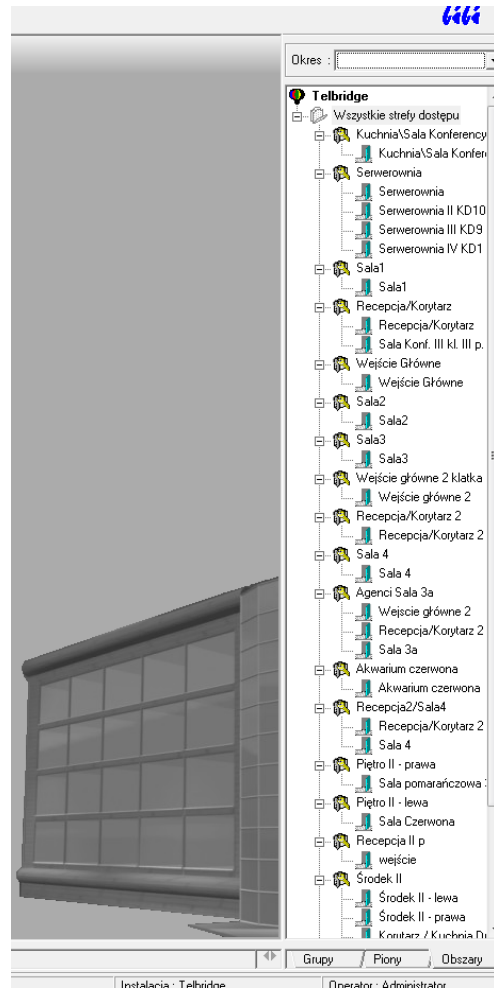 bébé
Okres :
Telbridge
Wszystkie strefy dostępu
Kuchnia\Sala Konferency
Kuchnia\Sala Konfer
Serwerownia
Serwerownia
Serwerownia II KD10
Serwerownia III KD9
Serwerownia IV KD1
Sala1
Sala1
Recepcja/Korytarz
Recepcja/Korytarz
Sala Konf. III kl. III p.
Wejście Główne
Wejście Główne
Sala2
Sala2
Sala3
Sala3
Wejście główne 2 klatka
Wejście główne 2
Recepcja/Korytarz 2
Recepcja/Korytarz 2
Sala 4
Sala 4
Agenci Sala 3a
Wejscie główne 2
Recepcja/Korytarz 2
Sala 3a
Akwarium czerwona
Akwarium czerwona
Recepcja2/Sala4
Recepcja/Korytarz 2
Sala 4
Piętro II - prawa
Sala pomarańczowa
Piętro II - lewa
Sala Czerwona
Recepcja II p
wejście
Środek II
Środek II - lewa
Środek II - prawa
Korytarz / Kuchnia
Grupy Piony Obszary
Instalacja : Telbridge Operator : Administrator